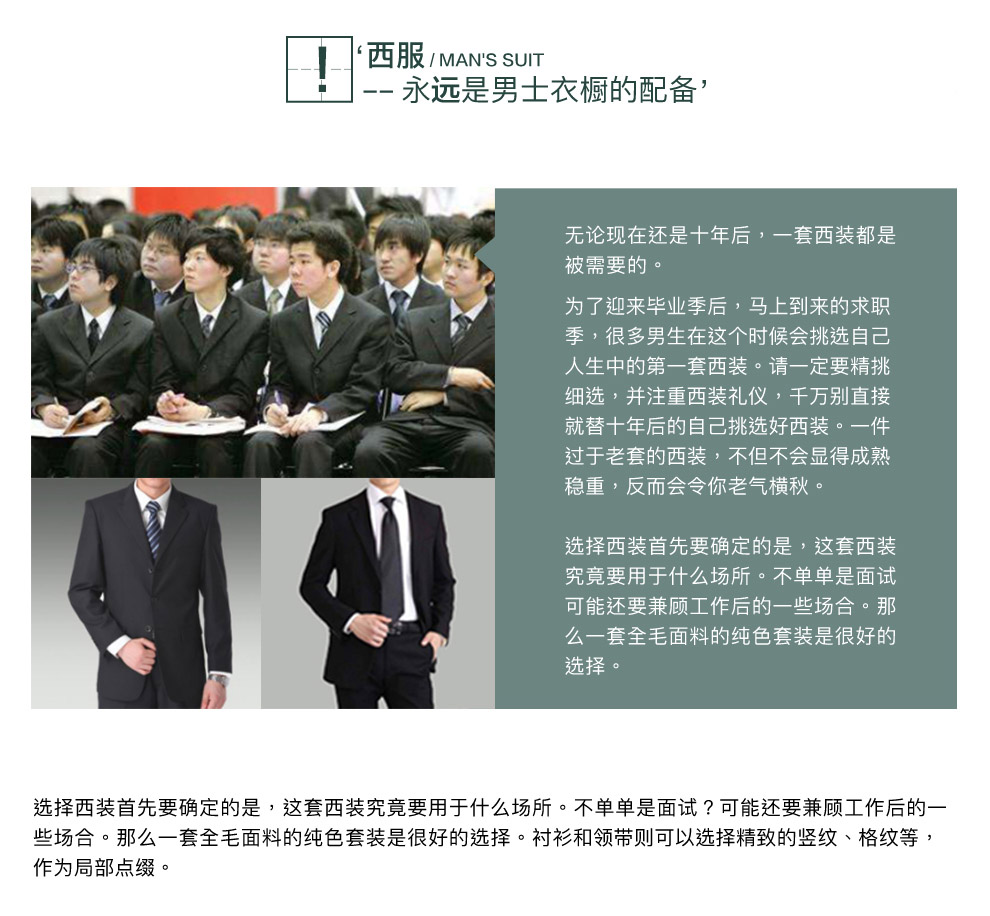 !
‘西服 / MAN'S SUIT
-- 永远是男士衣橱的配备’
无论现在还是十年后，一套西装都是
被需要的。
为了迎来毕业季后，马上到来的求职
季，很多男生在这个时候会挑选自己
人生中的第一套西装。请一定要精挑
细选，并注重西装礼仪，千万别直接
就替十年后的自己挑选好西装。一件
过于老套的西装，不但不会显得成熟
稳重，反而会令你老气横秋。
选择西装首先要确定的是，这套西装
究竟要用于什么场所。不单单是面试
可能还要兼顾工作后的一些场合。那
么一套全毛面料的纯色套装是很好的
选择。
选择西装首先要确定的是，这套西装究竟要用于什么场所。不单单是面试？可能还要兼顾工作后的一
些场合。那么一套全毛面料的纯色套装是很好的选择。衬衫和领带则可以选择精致的竖纹、格纹等，
作为局部点缀。